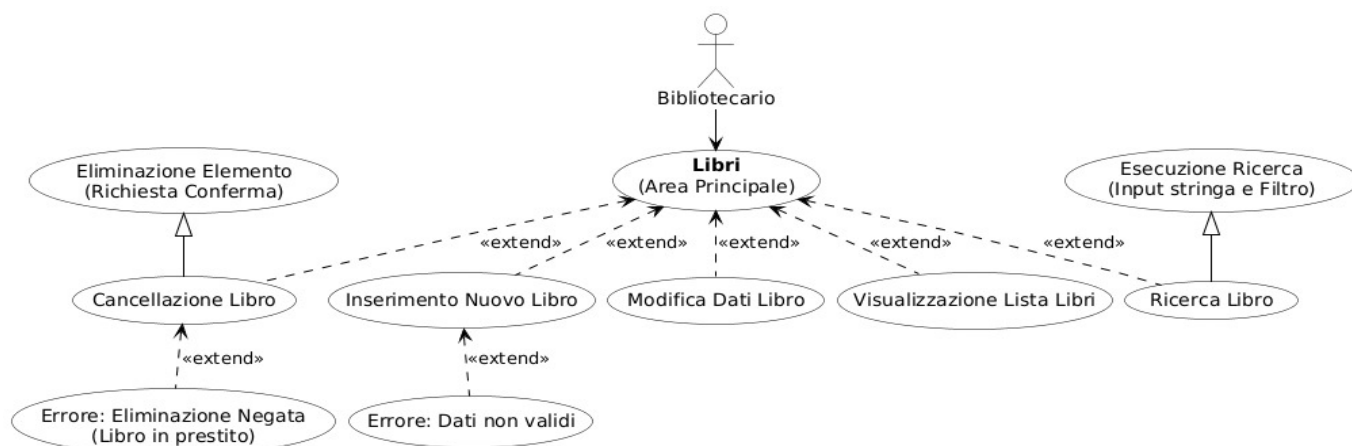 Bibliotecario
Eliminazione Elemento
(Richiesta Conferma)
Libri
(Area Principale)
Esecuzione Ricerca
(Input stringa e Filtro)
«extend»
«extend»
«extend»
«extend»
«extend»
Cancellazione Libro
Inserimento Nuovo Libro
Modifica Dati Libro
Visualizzazione Lista Libri
Ricerca Libro
«extend»
«extend»
Errore: Eliminazione Negata
(Libro in prestito)
Errore: Dati non validi